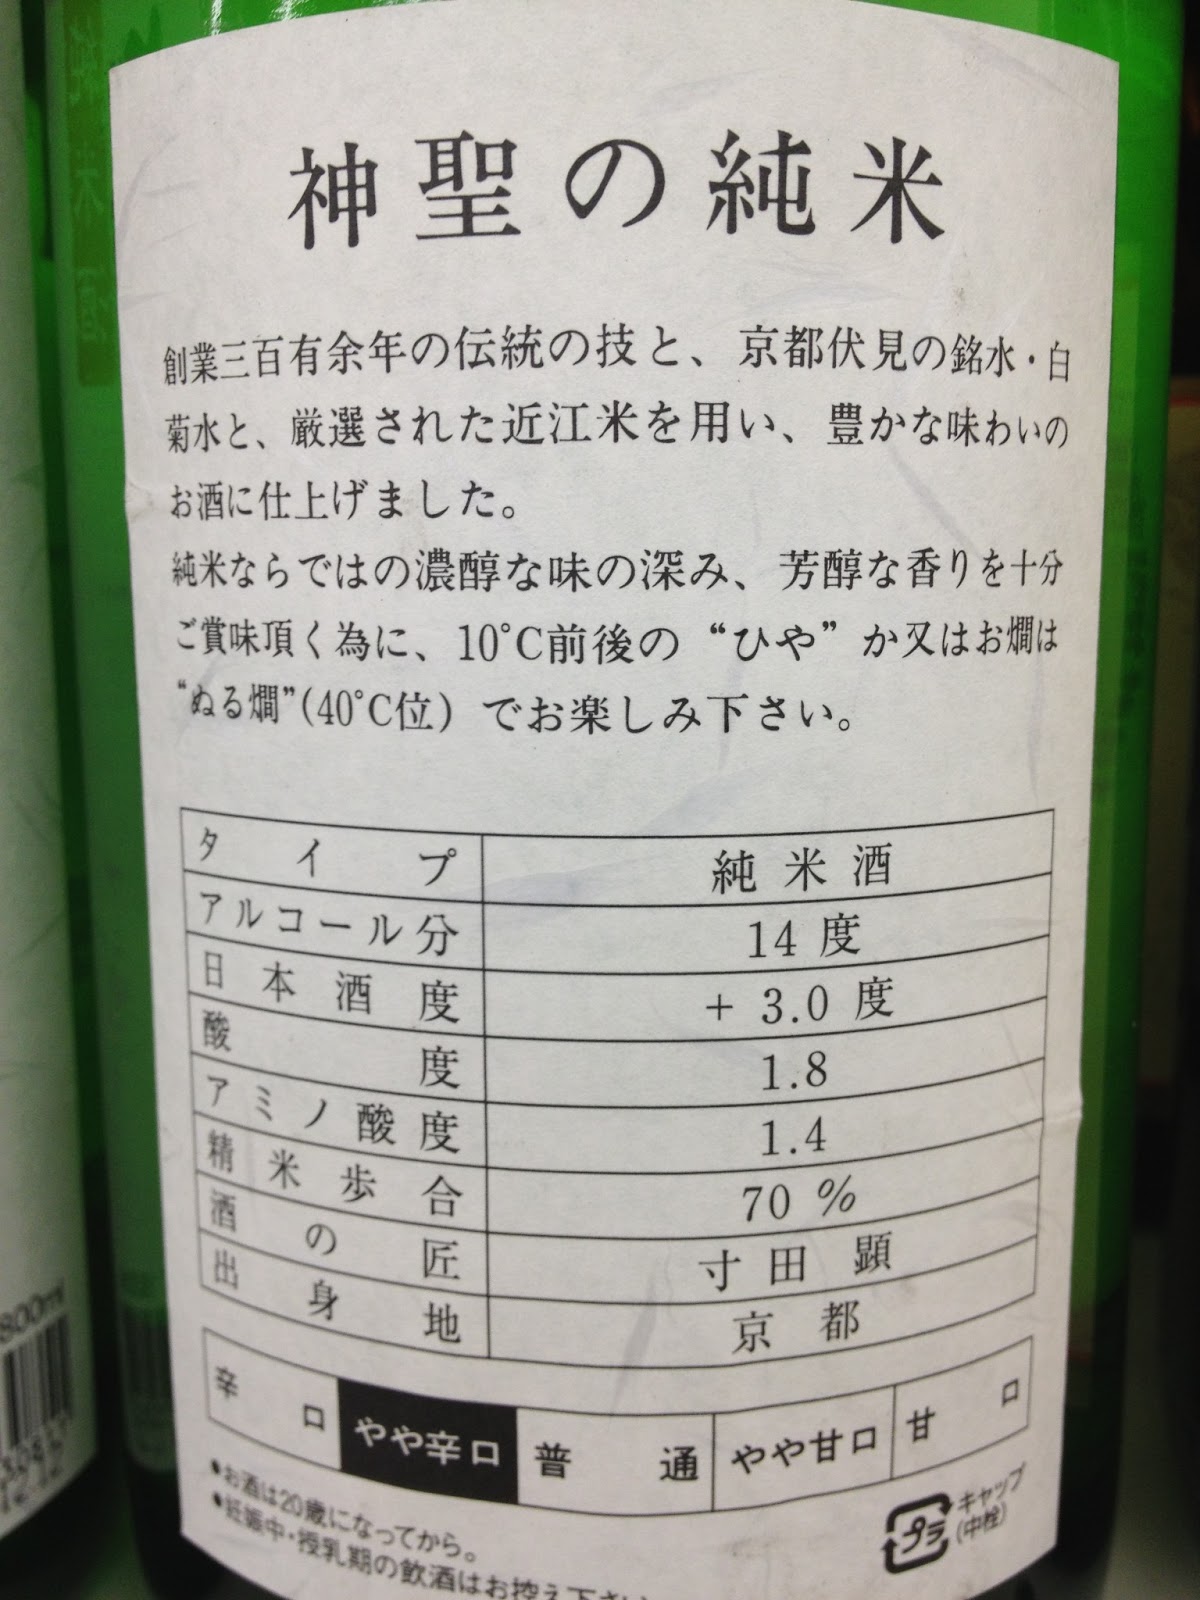 神聖の純米
創業三百有余年の伝統の技と、京都伏見の銘水・白
菊水と、厳選された近江米を用い、豊かな味わいの
お酒に仕上げました。
純米ならではの濃醇な味の深み、芳醇な香りを十分
ご賞味頂く為に、10℃前後の“ひや”か又はお燗は
“ぬる燗”(40℃位)でお楽しみ下さい。
タイプ 純米酒
アルコール分 14度
日本酒度 +3.0度
酸度 1.8
アミノ酸度 1.4
精米歩合 70%
酒の匠 寸田 顕
出身地 京都
辛口 やや辛口 普通 やや甘口 甘口
●お酒は20歳になってから。
●妊娠中・授乳期の飲酒はお控え下さい
プラ キャップ
(中栓)
純米酒
800ml